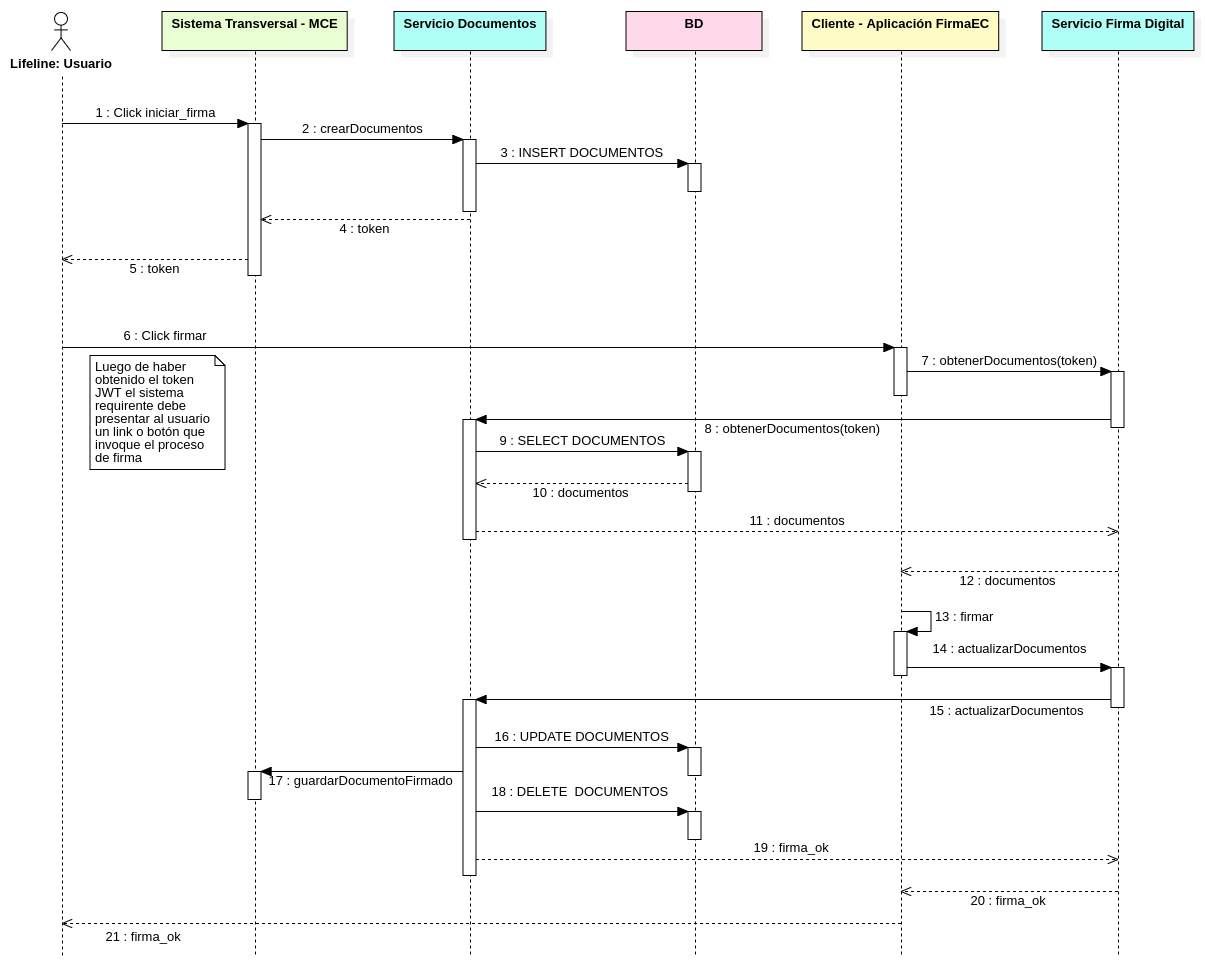 Sistema Transversal - MCE
Servicio Documentos
BD
Cliente - Aplicación FirmaEC
Servicio Firma Digital
Lifeline: Usuario
1 : Click iniciar_firma
2 : crearDocumentos
3 : INSERT DOCUMENTOS
4 : token
5 : token
6 : Click firmar
Luego de haber
obtenido el token
JWT el sistema
requirente debe
presentar al usuario
un link o botón que
invoque el proceso
de firma
7 : obtenerDocumentos(token)
8 : obtenerDocumentos(token)
9 : SELECT DOCUMENTOS
10 : documentos
11 : documentos
12 : documentos
13 : firmar
14 : actualizarDocumentos
15 : actualizarDocumentos
16 : UPDATE DOCUMENTOS
17 : guardarDocumentoFirmado
18 : DELETE  DOCUMENTOS
19 : firma_ok
20 : firma_ok
21 : firma_ok